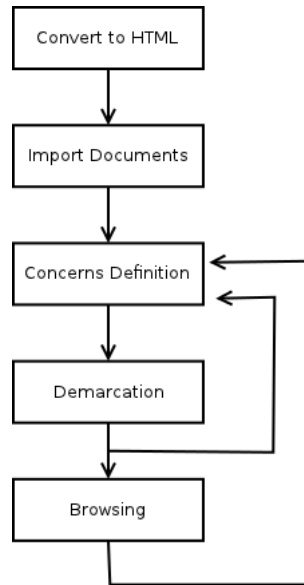 Convert to HTML
Import Documents
Concerns Definition
Demarcation
Browsing